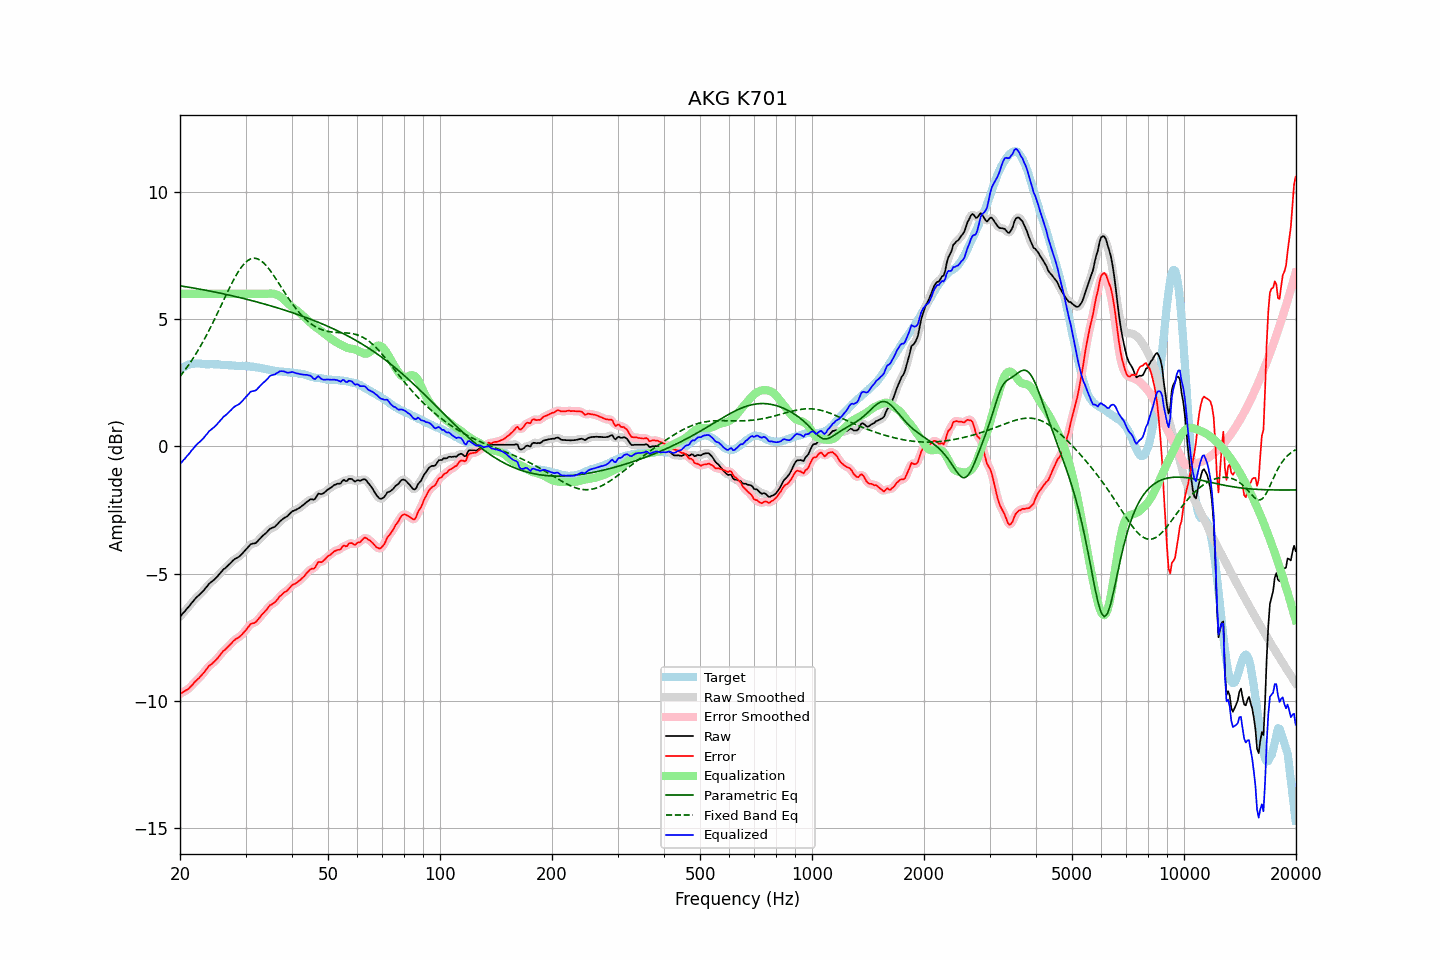 AKG K701
Amplitude (dBr)
10
5
0
−5
−10
−15
Target
Raw Smoothed
Error Smoothed
Raw
Error
Equalization
Parametric Eq
Fixed Band Eq
Equalized
20 50 100 200 500 1000 2000 5000 10000 20000
Frequency (Hz)